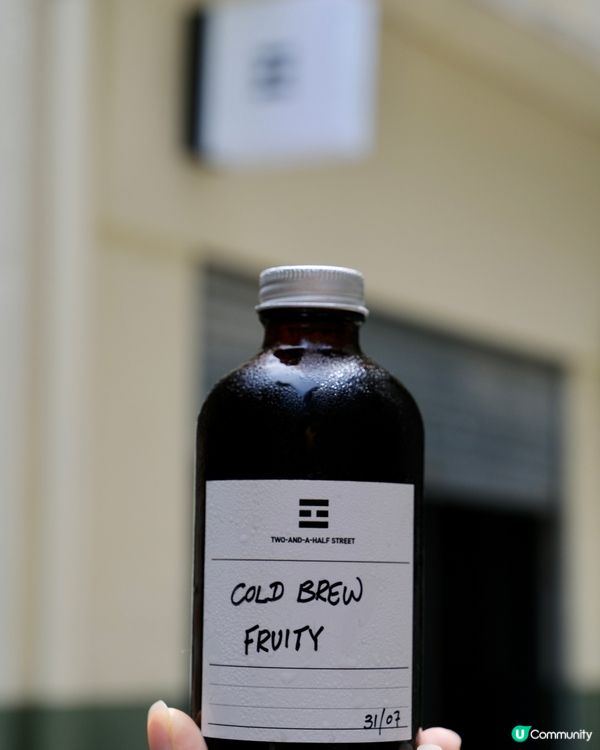 TWO-AND-A-HALF STREET
COLD BREW
FRUITY
31/07
U Community